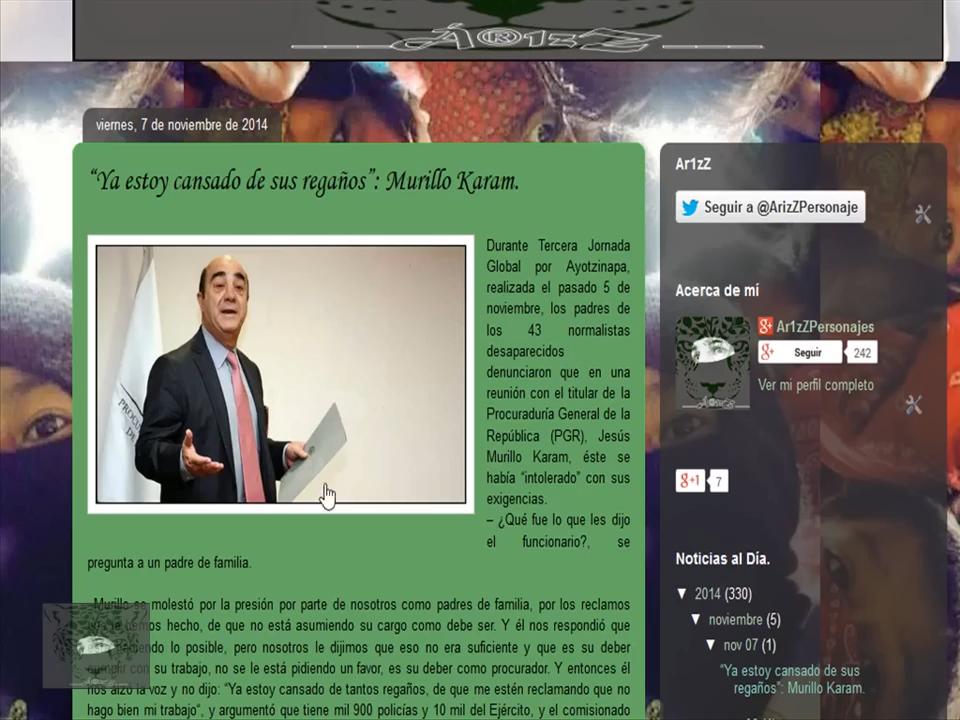 Ar1zZ
viernes, 7 de noviembre de 2014
“Ya estoy cansado de sus regaños”: Murillo Karam.
Durante Tercera Jornada
Global por Ayotzinapa,
realizada el pasado 5 de
noviembre, los padres de
los 43 normalistas
desaparecidos
denunciaron que en una
reunión con el titular de la
Procuraduría General de la
República (PGR), Jesús
Murillo Karam, éste se
había “intolerado” con sus
exigencias.
– ¿Qué fue lo que les dijo
el funcionario?, se
pregunta a un padre de familia.
Murillo se molestó por la presión por parte de nosotros como padres de familia, por los reclamos
hemos hecho, de que no está asumiendo su cargo como debe ser. Y él nos respondió que
lo posible, pero nosotros le dijimos que eso no era suficiente y que es su deber
cumplir con su trabajo, no se le está pidiendo un favor, es su deber como procurador. Y entonces él
nos alzó la voz y no dijo: “Ya estoy cansado de tantos regaños, de que me estén reclamando que no
hago bien mi trabajo“, y argumentó que tiene mil 900 policías y 10 mil del Ejército, y el comisionado
Ar1zZ
Seguir a @ArizZPersonaje
Acerca de mí
g+ Ar1zZPersonajes
g+ Seguir 242
Ver mi perfil completo
g+1 7
Noticias al Día.
▼ 2014 (330)
▼ noviembre (5)
▼ nov 07 (1)
“Ya estoy cansado de sus
regaños”: Murillo Karam.